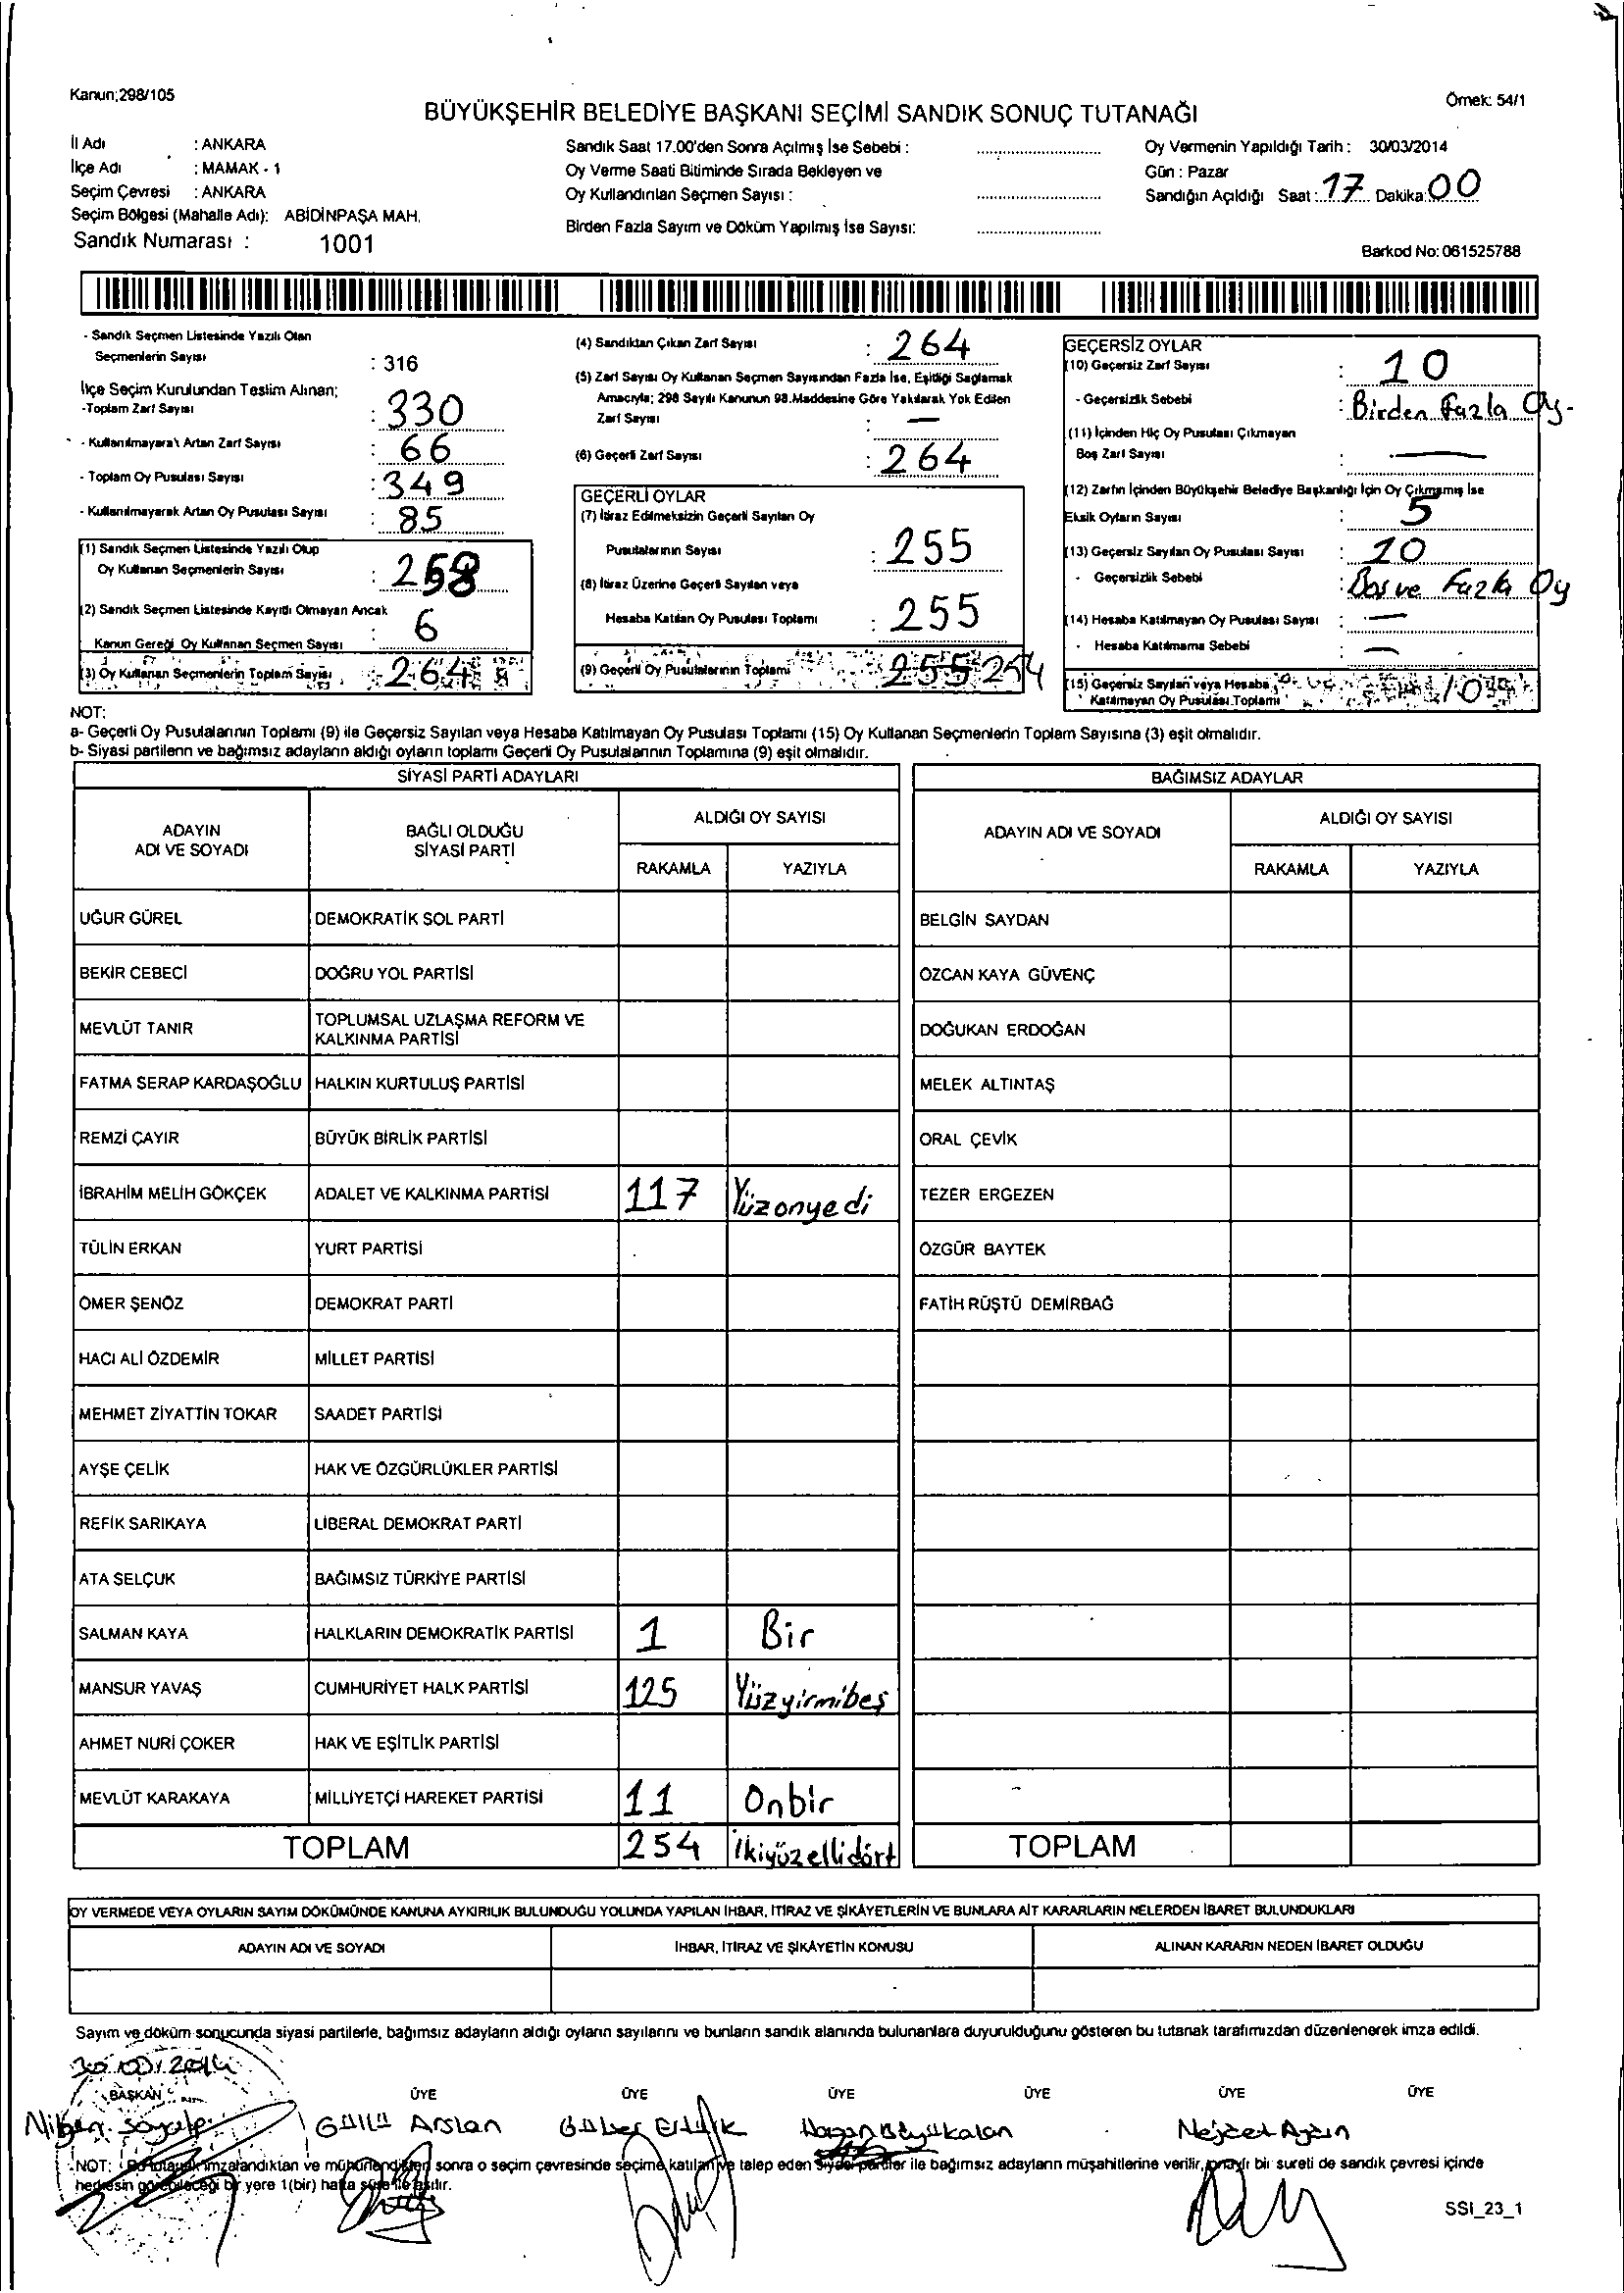 Kanun;298/105
Örnek: 54/1
BÜYÜKŞEHİR BELEDİYE BAŞKANI SEÇİMİ SANDIK SONUÇ TUTANAĞI
İl Adı : ANKARA
İlçe Adı : MAMAK - 1
Seçim Çevresi : ANKARA
Seçim Bölgesi (Mahalle Adı): ABİDİNPAŞA MAH.
Sandık Numarası : 1001
Sandık Saat 17.00'den Sonra Açılmış İse Sebebi :
Oy Verme Saati Bitiminde Sırada Bekleyen ve
Oy Kullandırılan Seçmen Sayısı :
Birden Fazla Sayım ve Döküm Yapılmış İse Sayısı:
Oy Vermenin Yapıldığı Tarih : 30/03/2014
Gün : Pazar
Sandığın Açıldığı Saat : 17 Dakika: 00
Barkod No: 061525788
- Sandık Seçmen Listesinde Yazılı Olan
Seçmenlerin Sayısı : 316
İlçe Seçim Kurulundan Teslim Alınan;
-Toplam Zarf Sayısı : 330
- Kullanılmayarak Artan Zarf Sayısı : 66
- Toplam Oy Pusulası Sayısı : 349
- Kullanılmayarak Artan Oy Pusulası Sayısı : 85
(1) Sandık Seçmen Listesinde Yazılı Olup
Oy Kullanan Seçmenlerin Sayısı : 258
(2) Sandık Seçmen Listesinde Kayıtlı Olmayan Ancak
Kanun Gereği Oy Kullanan Seçmen Sayısı : 6
(3) Oy Kullanan Seçmenlerin Toplam Sayısı : 264
(4) Sandıktan Çıkan Zarf Sayısı : 264
(5) Zarf Sayısı Oy Kullanan Seçmen Sayısından Fazla İse, Eşitliği Sağlamak
Amacıyla; 298 Sayılı Kanunun 98.Maddesine Göre Yakılarak Yok Edilen
Zarf Sayısı : —
(6) Geçerli Zarf Sayısı : 264
GEÇERLİ OYLAR
(7) İtiraz Edilmeksizin Geçerli Sayılan Oy
Pusulalarının Sayısı : 255
(8) İtiraz Üzerine Geçerli Sayılan veya
Hesaba Katılan Oy Pusulası Toplamı : 255
(9) Geçerli Oy Pusulalarının Toplamı : 255 254
GEÇERSİZ OYLAR
(10) Geçersiz Zarf Sayısı : 10
- Geçersizlik Sebebi : Birden Fazla Oy-
(11) İçinden Hiç Oy Pusulası Çıkmayan
Boş Zarf Sayısı : —
(12) Zarfın İçinden Büyükşehir Belediye Başkanlığı İçin Oy Çıkmamış İse
Eksik Oyların Sayısı : 5
(13) Geçersiz Sayılan Oy Pusulası Sayısı : 10
- Geçersizlik Sebebi : Bos ve Fazla Oy
(14) Hesaba Katılmayan Oy Pusulası Sayısı : —
- Hesaba Katılmama Sebebi : —
(15) Geçersiz Sayılan veya Hesaba
Katılmayan Oy Pusulası Toplamı : 10
NOT:
a- Geçerli Oy Pusulalarının Toplamı (9) ile Geçersiz Sayılan veya Hesaba Katılmayan Oy Pusulası Toplamı (15) Oy Kullanan Seçmenlerin Toplam Sayısına (3) eşit olmalıdır.
b- Siyasi partilerin ve bağımsız adayların aldığı oyların toplamı Geçerli Oy Pusulalarının Toplamına (9) eşit olmalıdır.
SİYASİ PARTİ ADAYLARI
ADAYIN
ADI VE SOYADI
BAĞLI OLDUĞU
SİYASİ PARTİ
ALDIĞI OY SAYISI
RAKAMLA YAZIYLA
UĞUR GÜREL DEMOKRATİK SOL PARTİ
BEKİR CEBECİ DOĞRU YOL PARTİSİ
MEVLÜT TANIR TOPLUMSAL UZLAŞMA REFORM VE
KALKINMA PARTİSİ
FATMA SERAP KARDAŞOĞLU HALKIN KURTULUŞ PARTİSİ
REMZİ ÇAYIR BÜYÜK BİRLİK PARTİSİ
İBRAHİM MELİH GÖKÇEK ADALET VE KALKINMA PARTİSİ 117 Yüzonyedi
TÜLİN ERKAN YURT PARTİSİ
ÖMER ŞENÖZ DEMOKRAT PARTİ
HACI ALİ ÖZDEMİR MİLLET PARTİSİ
MEHMET ZİYATTİN TOKAR SAADET PARTİSİ
AYŞE ÇELİK HAK VE ÖZGÜRLÜKLER PARTİSİ
REFİK SARIKAYA LİBERAL DEMOKRAT PARTİ
ATA SELÇUK BAĞIMSIZ TÜRKİYE PARTİSİ
SALMAN KAYA HALKLARIN DEMOKRATİK PARTİSİ 1 Bir
MANSUR YAVAŞ CUMHURİYET HALK PARTİSİ 125 Yüzyirmibeş
AHMET NURİ ÇOKER HAK VE EŞİTLİK PARTİSİ
MEVLÜT KARAKAYA MİLLİYETÇİ HAREKET PARTİSİ 11 Onbir
TOPLAM 254 İkiyüzellidört
BAĞIMSIZ ADAYLAR
ADAYIN ADI VE SOYADI
ALDIĞI OY SAYISI
RAKAMLA YAZIYLA
BELGİN SAYDAN
ÖZCAN KAYA GÜVENÇ
DOĞUKAN ERDOĞAN
MELEK ALTINTAŞ
ORAL ÇEVİK
TEZER ERGEZEN
ÖZGÜR BAYTEK
FATİH RÜŞTÜ DEMİRBAĞ
TOPLAM
OY VERMEDE VEYA OYLARIN SAYIM DÖKÜMÜNDE KANUNA AYKIRILIK BULUNDUĞU YOLUNDA YAPILAN İHBAR, İTİRAZ VE ŞİKÂYETLERİN VE BUNLARA AİT KARARLARIN NELERDEN İBARET BULUNDUKLARI
ADAYIN ADI VE SOYADI İHBAR, İTİRAZ VE ŞİKÂYETİN KONUSU ALINAN KARARIN NEDEN İBARET OLDUĞU
Sayım ve döküm sonucunda siyasi partilerle, bağımsız adayların aldığı oyların sayılarını ve bunların sandık alanında bulunanlara duyurulduğunu gösteren bu tutanak tarafımızdan düzenlenerek imza edildi.
30.03.2014
BAŞKAN ÜYE ÜYE ÜYE ÜYE ÜYE ÜYE
Güllü Arslan Hasan Büyükalan Nejdet Aydın
NOT: Bu tutanak imzalandıktan ve mühürlendikten sonra o seçim çevresinde seçime katılan ve talep eden siyasi partiler ile bağımsız adayların müşahitlerine verilir, onaylı bir sureti de sandık çevresi içinde
herkesin görebileceği bir yere 1(bir) hafta süre ile asılır.
SSI_23_1